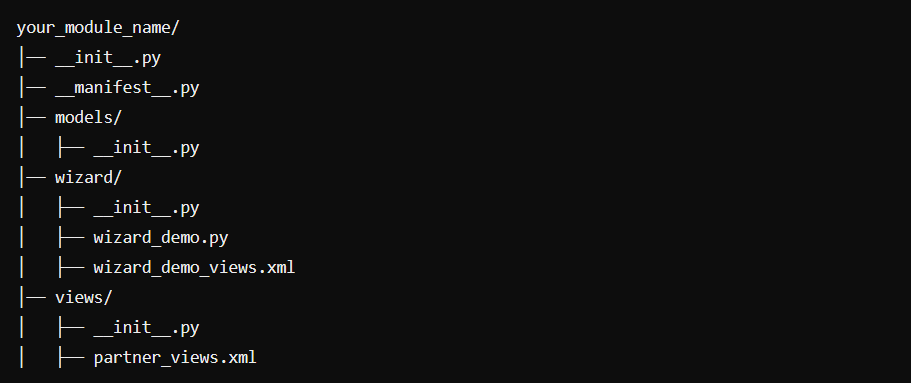 your_module_name/
│── __init__.py
│── __manifest__.py
│── models/
│   ├── __init__.py
│── wizard/
│   ├── __init__.py
│   ├── wizard_demo.py
│   ├── wizard_demo_views.xml
│── views/
│   ├── __init__.py
│   ├── partner_views.xml